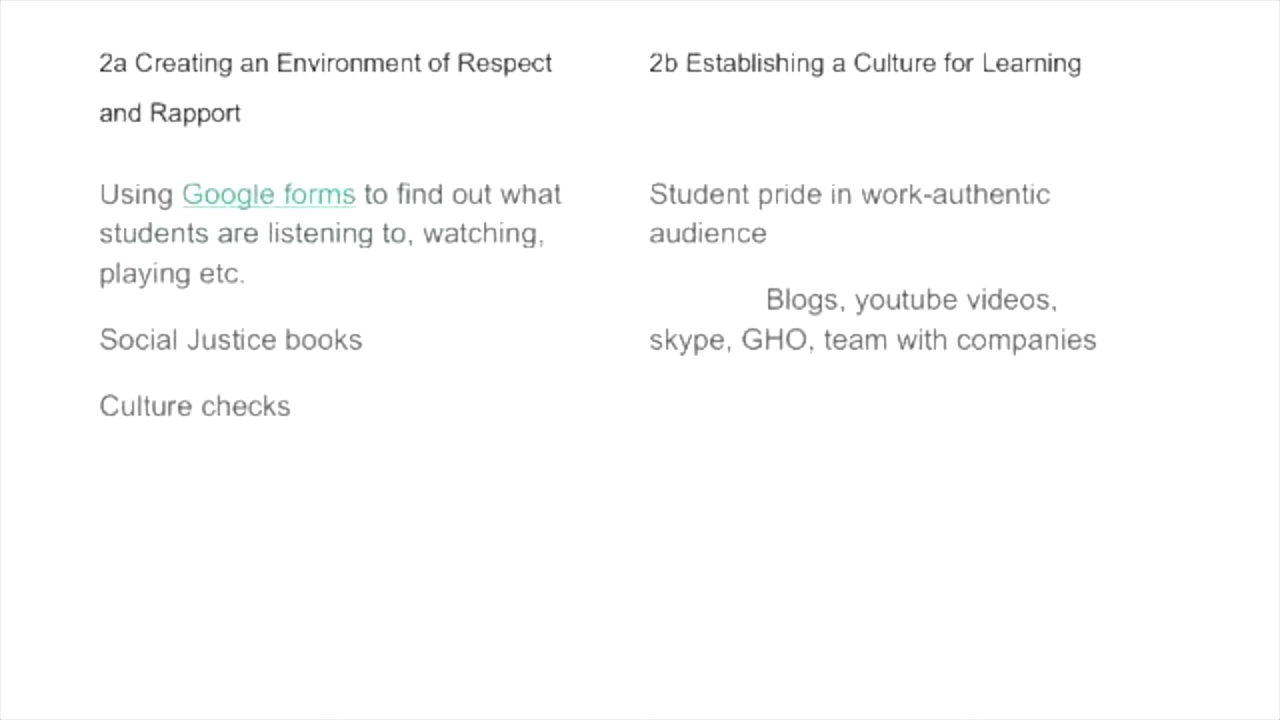 2a Creating an Environment of Respect
and Rapport
Using Google forms to find out what
students are listening to, watching,
playing etc.
Social Justice books
Culture checks
2b Establishing a Culture for Learning
Student pride in work-authentic
audience
Blogs, youtube videos,
skype, GHO, team with companies